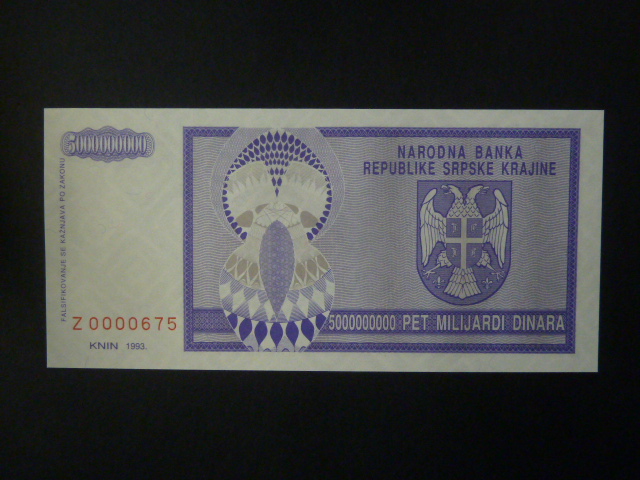 5000000000
NARODNA BANKA
REPUBLIKE SRPSKE KRAJINE
FALSIFIKOVANJE SE KAŽNJAVA PO ZAKONU
Z 0000675
5000000000 PET MILIJARDI DINARA
KNIN 1993.